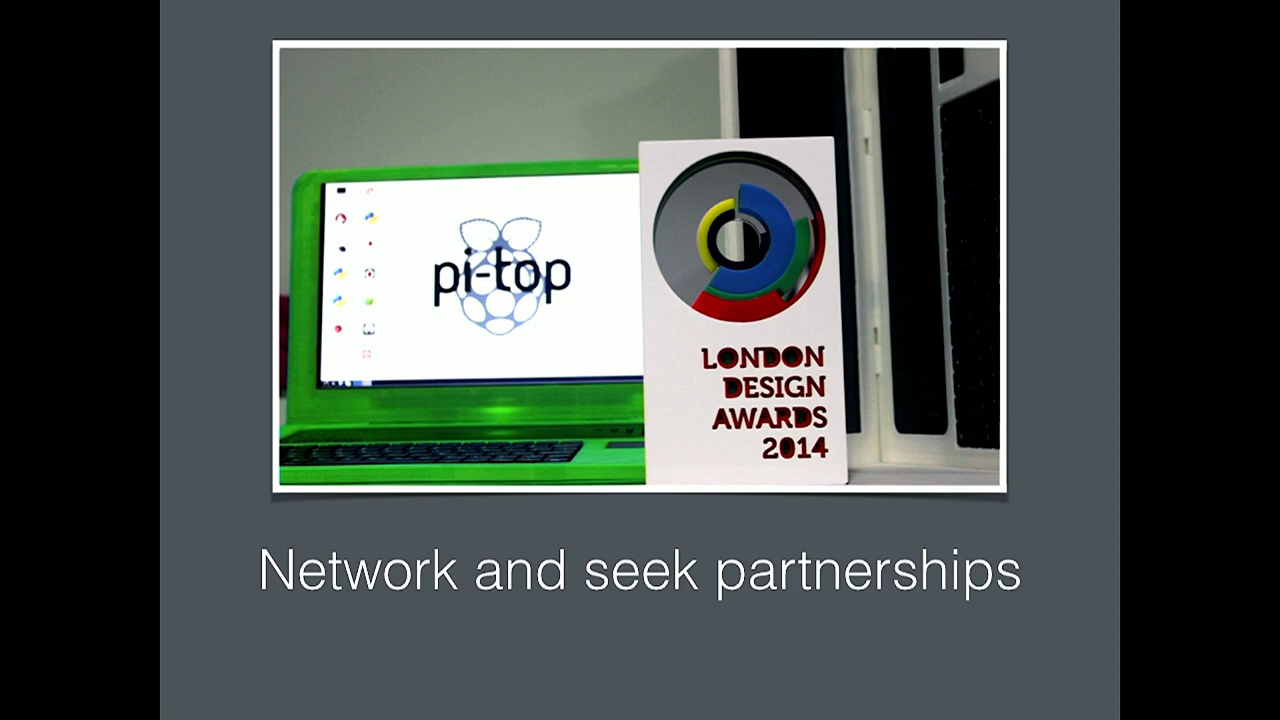 pi-top
LONDON
DESIGN
AWARDS
2014
Network and seek partnerships